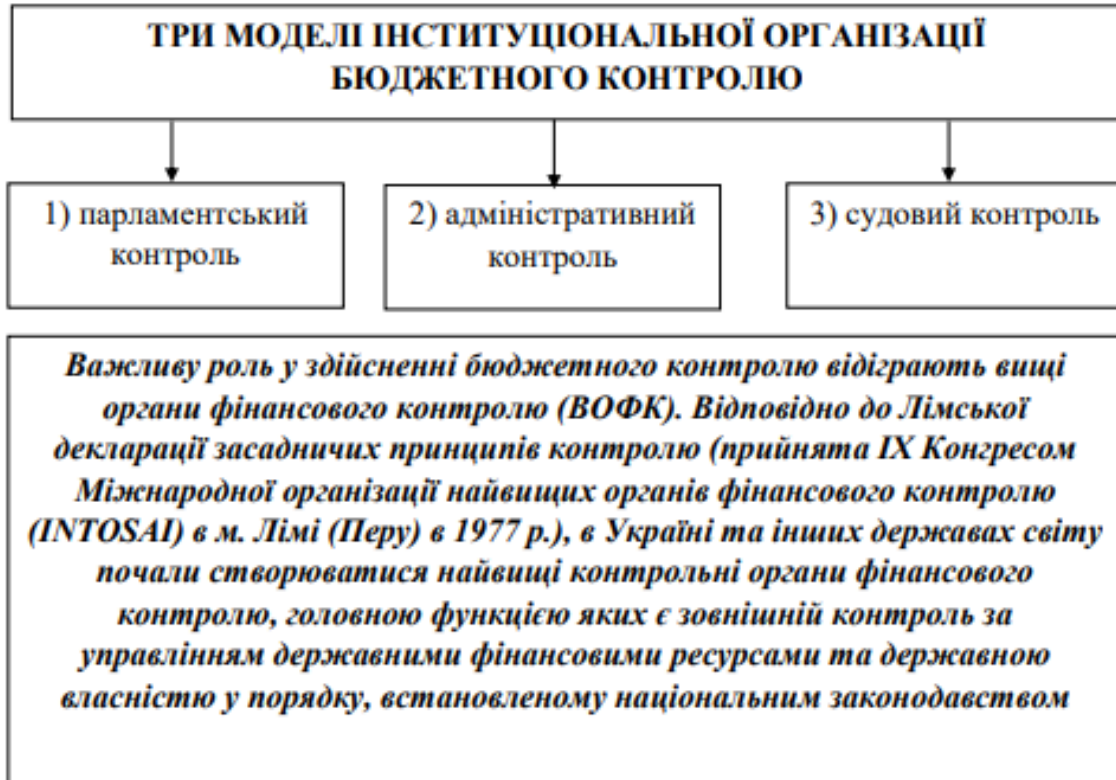 ТРИ МОДЕЛІ ІНСТИТУЦІОНАЛЬНОЇ ОРГАНІЗАЦІЇ
БЮДЖЕТНОГО КОНТРОЛЮ
1) парламентський
контроль
2) адміністративний
контроль
3) судовий контроль
Важливу роль у здійсненні бюджетного контролю відіграють вищі
органи фінансового контролю (ВОФК). Відповідно до Лімської
декларації засадничих принципів контролю (прийнята IX Конгресом
Міжнародної організації найвищих органів фінансового контролю
(INTOSAI) в м. Лімі (Перу) в 1977 р.), в Україні та інших державах світу
почали створюватися найвищі контрольні органи фінансового
контролю, головною функцією яких є зовнішній контроль за
управлінням державними фінансовими ресурсами та державною
власністю у порядку, встановленому національним законодавством